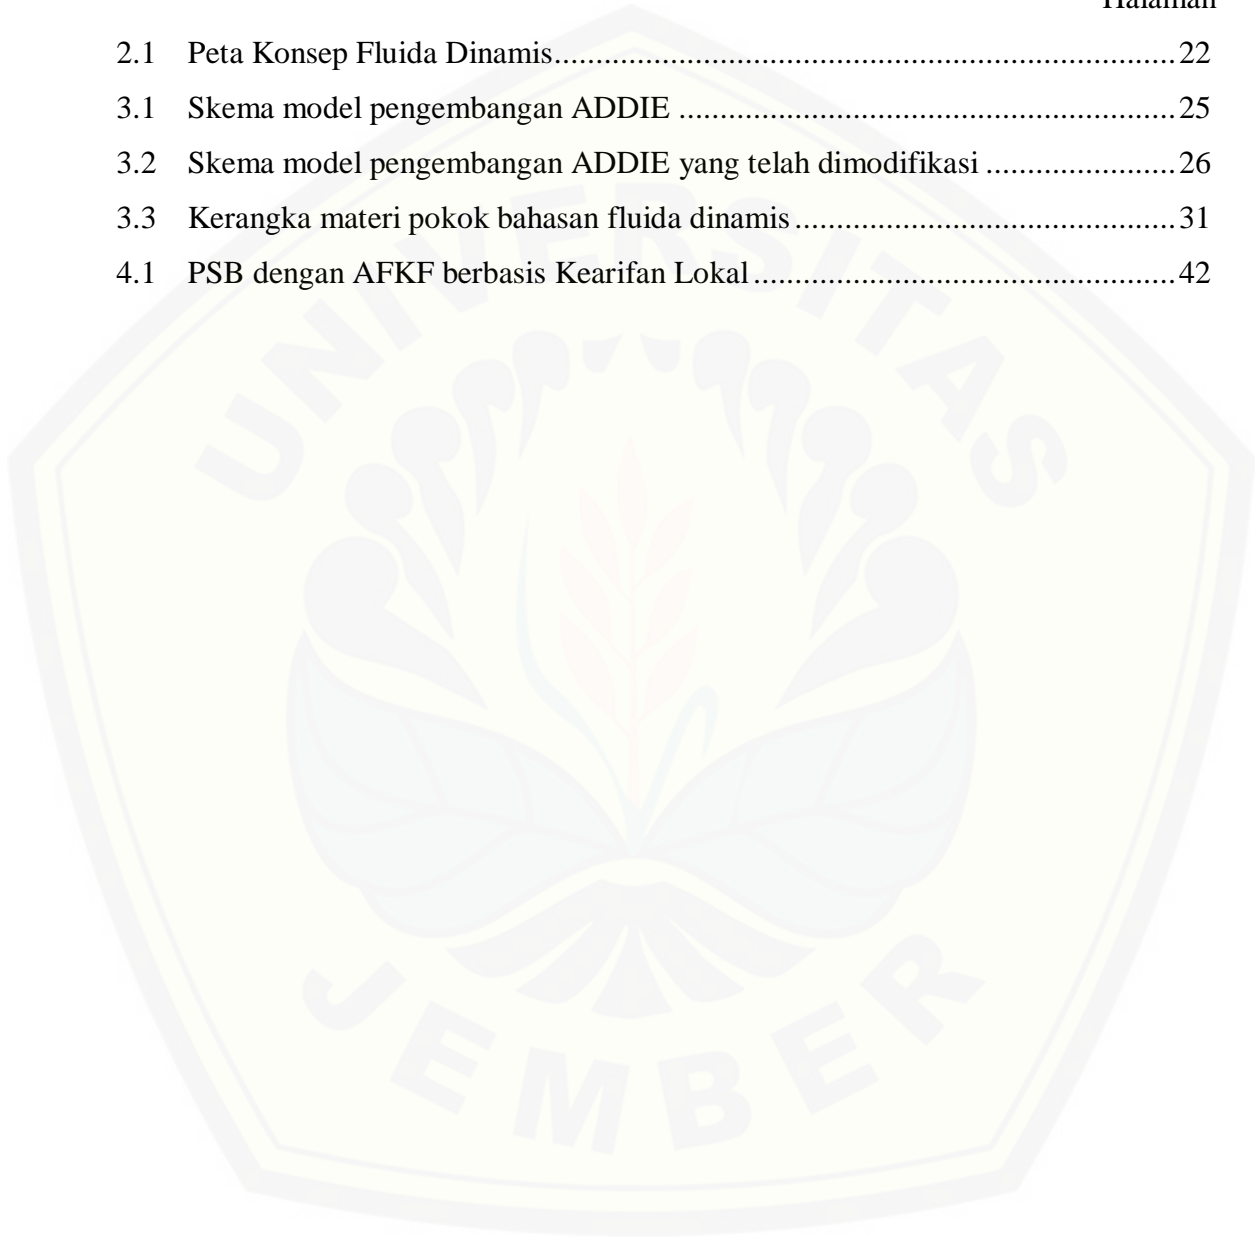 Halaman
2.1 Peta Konsep Fluida Dinamis...........................................................................22
3.1 Skema model pengembangan ADDIE ............................................................25
3.2 Skema model pengembangan ADDIE yang telah dimodifikasi .......................26
3.3 Kerangka materi pokok bahasan fluida dinamis..............................................31
4.1 PSB dengan AFKF berbasis Kearifan Lokal...................................................42
UNIVERSITAS
JEMBER